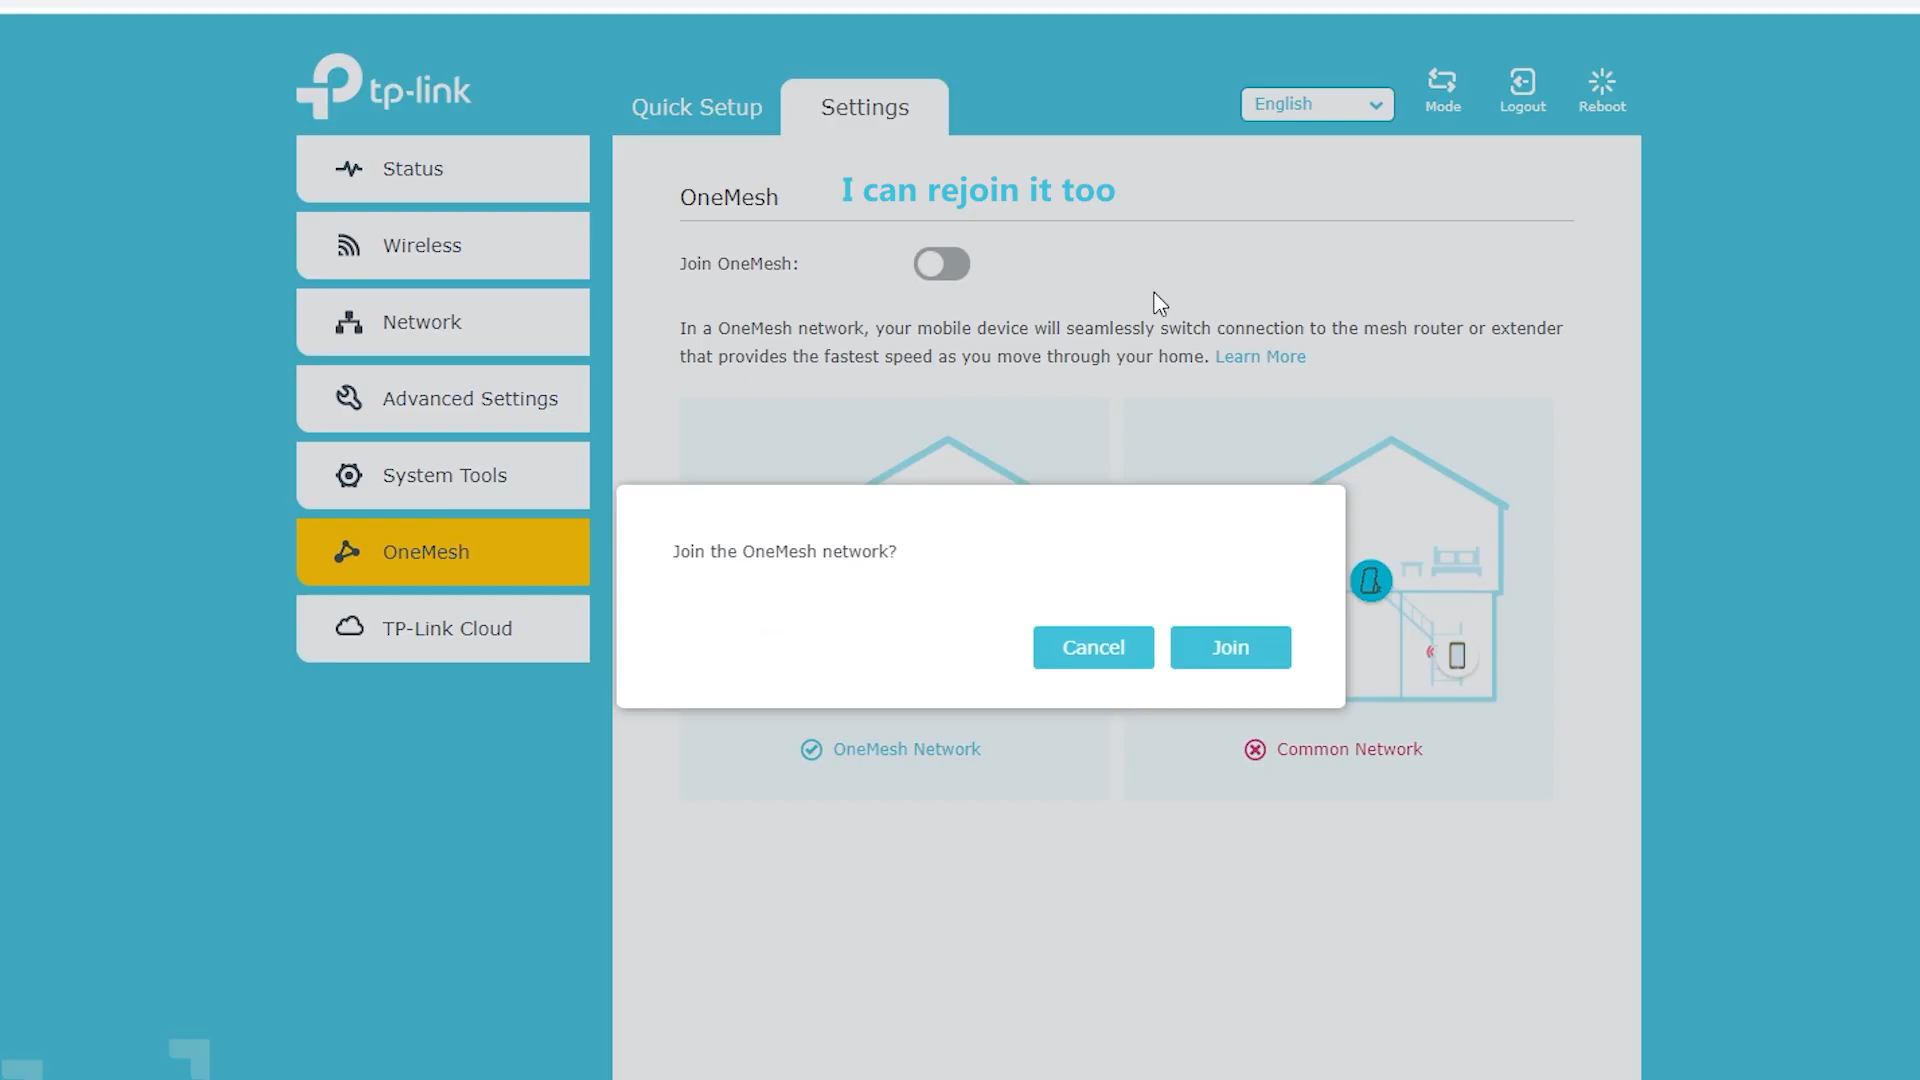 tp-link
Quick Setup
Settings
English
Mode
Logout
Reboot
Status
Wireless
Network
Advanced Settings
System Tools
OneMesh
TP-Link Cloud
OneMesh
I can rejoin it too
Join OneMesh:
In a OneMesh network, your mobile device will seamlessly switch connection to the mesh router or extender
that provides the fastest speed as you move through your home. Learn More
Join the OneMesh network?
Cancel
Join
OneMesh Network
Common Network